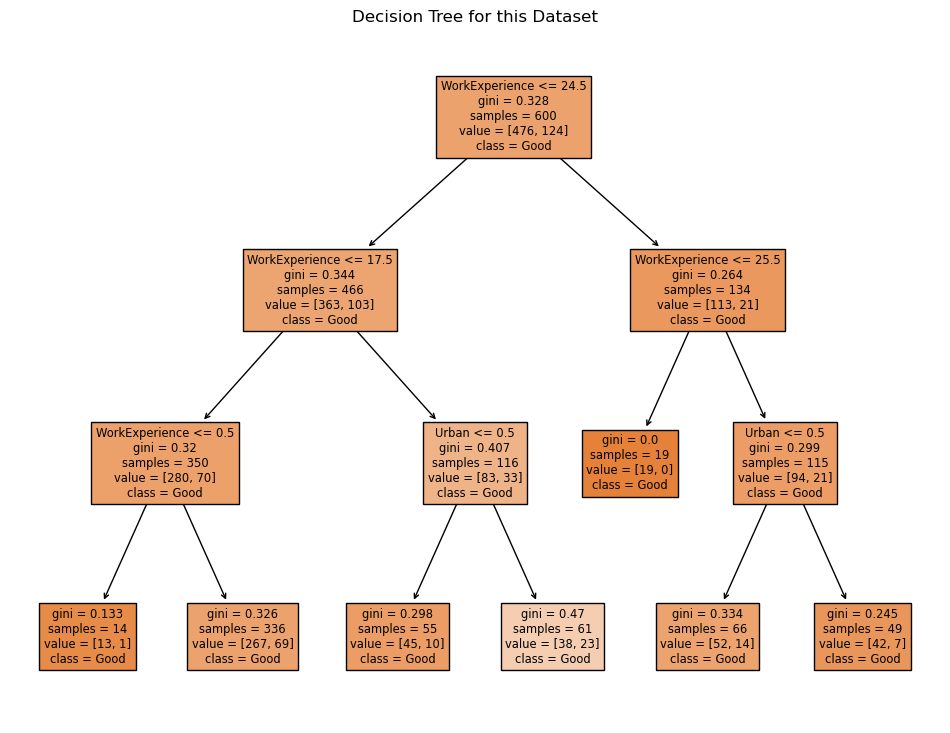 Decision Tree for this Dataset
WorkExperience <= 24.5
gini = 0.328
samples = 600
value = [476, 124]
class = Good
WorkExperience <= 17.5
gini = 0.344
samples = 466
value = [363, 103]
class = Good
WorkExperience <= 25.5
gini = 0.264
samples = 134
value = [113, 21]
class = Good
WorkExperience <= 0.5
gini = 0.32
samples = 350
value = [280, 70]
class = Good
Urban <= 0.5
gini = 0.407
samples = 116
value = [83, 33]
class = Good
gini = 0.0
samples = 19
value = [19, 0]
class = Good
Urban <= 0.5
gini = 0.299
samples = 115
value = [94, 21]
class = Good
gini = 0.133
samples = 14
value = [13, 1]
class = Good
gini = 0.326
samples = 336
value = [267, 69]
class = Good
gini = 0.298
samples = 55
value = [45, 10]
class = Good
gini = 0.47
samples = 61
value = [38, 23]
class = Good
gini = 0.334
samples = 66
value = [52, 14]
class = Good
gini = 0.245
samples = 49
value = [42, 7]
class = Good